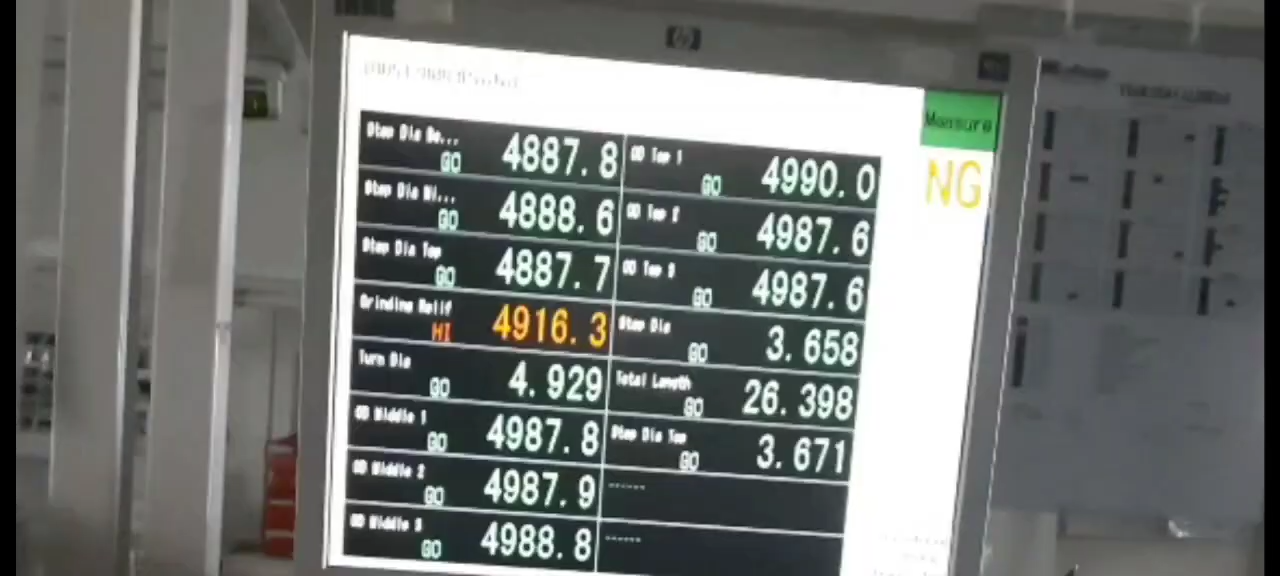 hp
Measure
NG
Step Dia Be...
GO 4887.8
Step Dia Mi...
GO 4888.6
Step Dia Top
GO 4887.7
Grinding Relif
HI 4916.3
Turn Dia
GO 4.929
OD Middle 1
GO 4987.8
OD Middle 2
GO 4987.9
OD Middle 3
GO 4988.8
OD Top 1
GO 4990.0
OD Top 2
GO 4987.6
OD Top 3
GO 4987.6
Step Dia
GO 3.658
Total Length
GO 26.398
Step Dia Top
GO 3.671
------
------